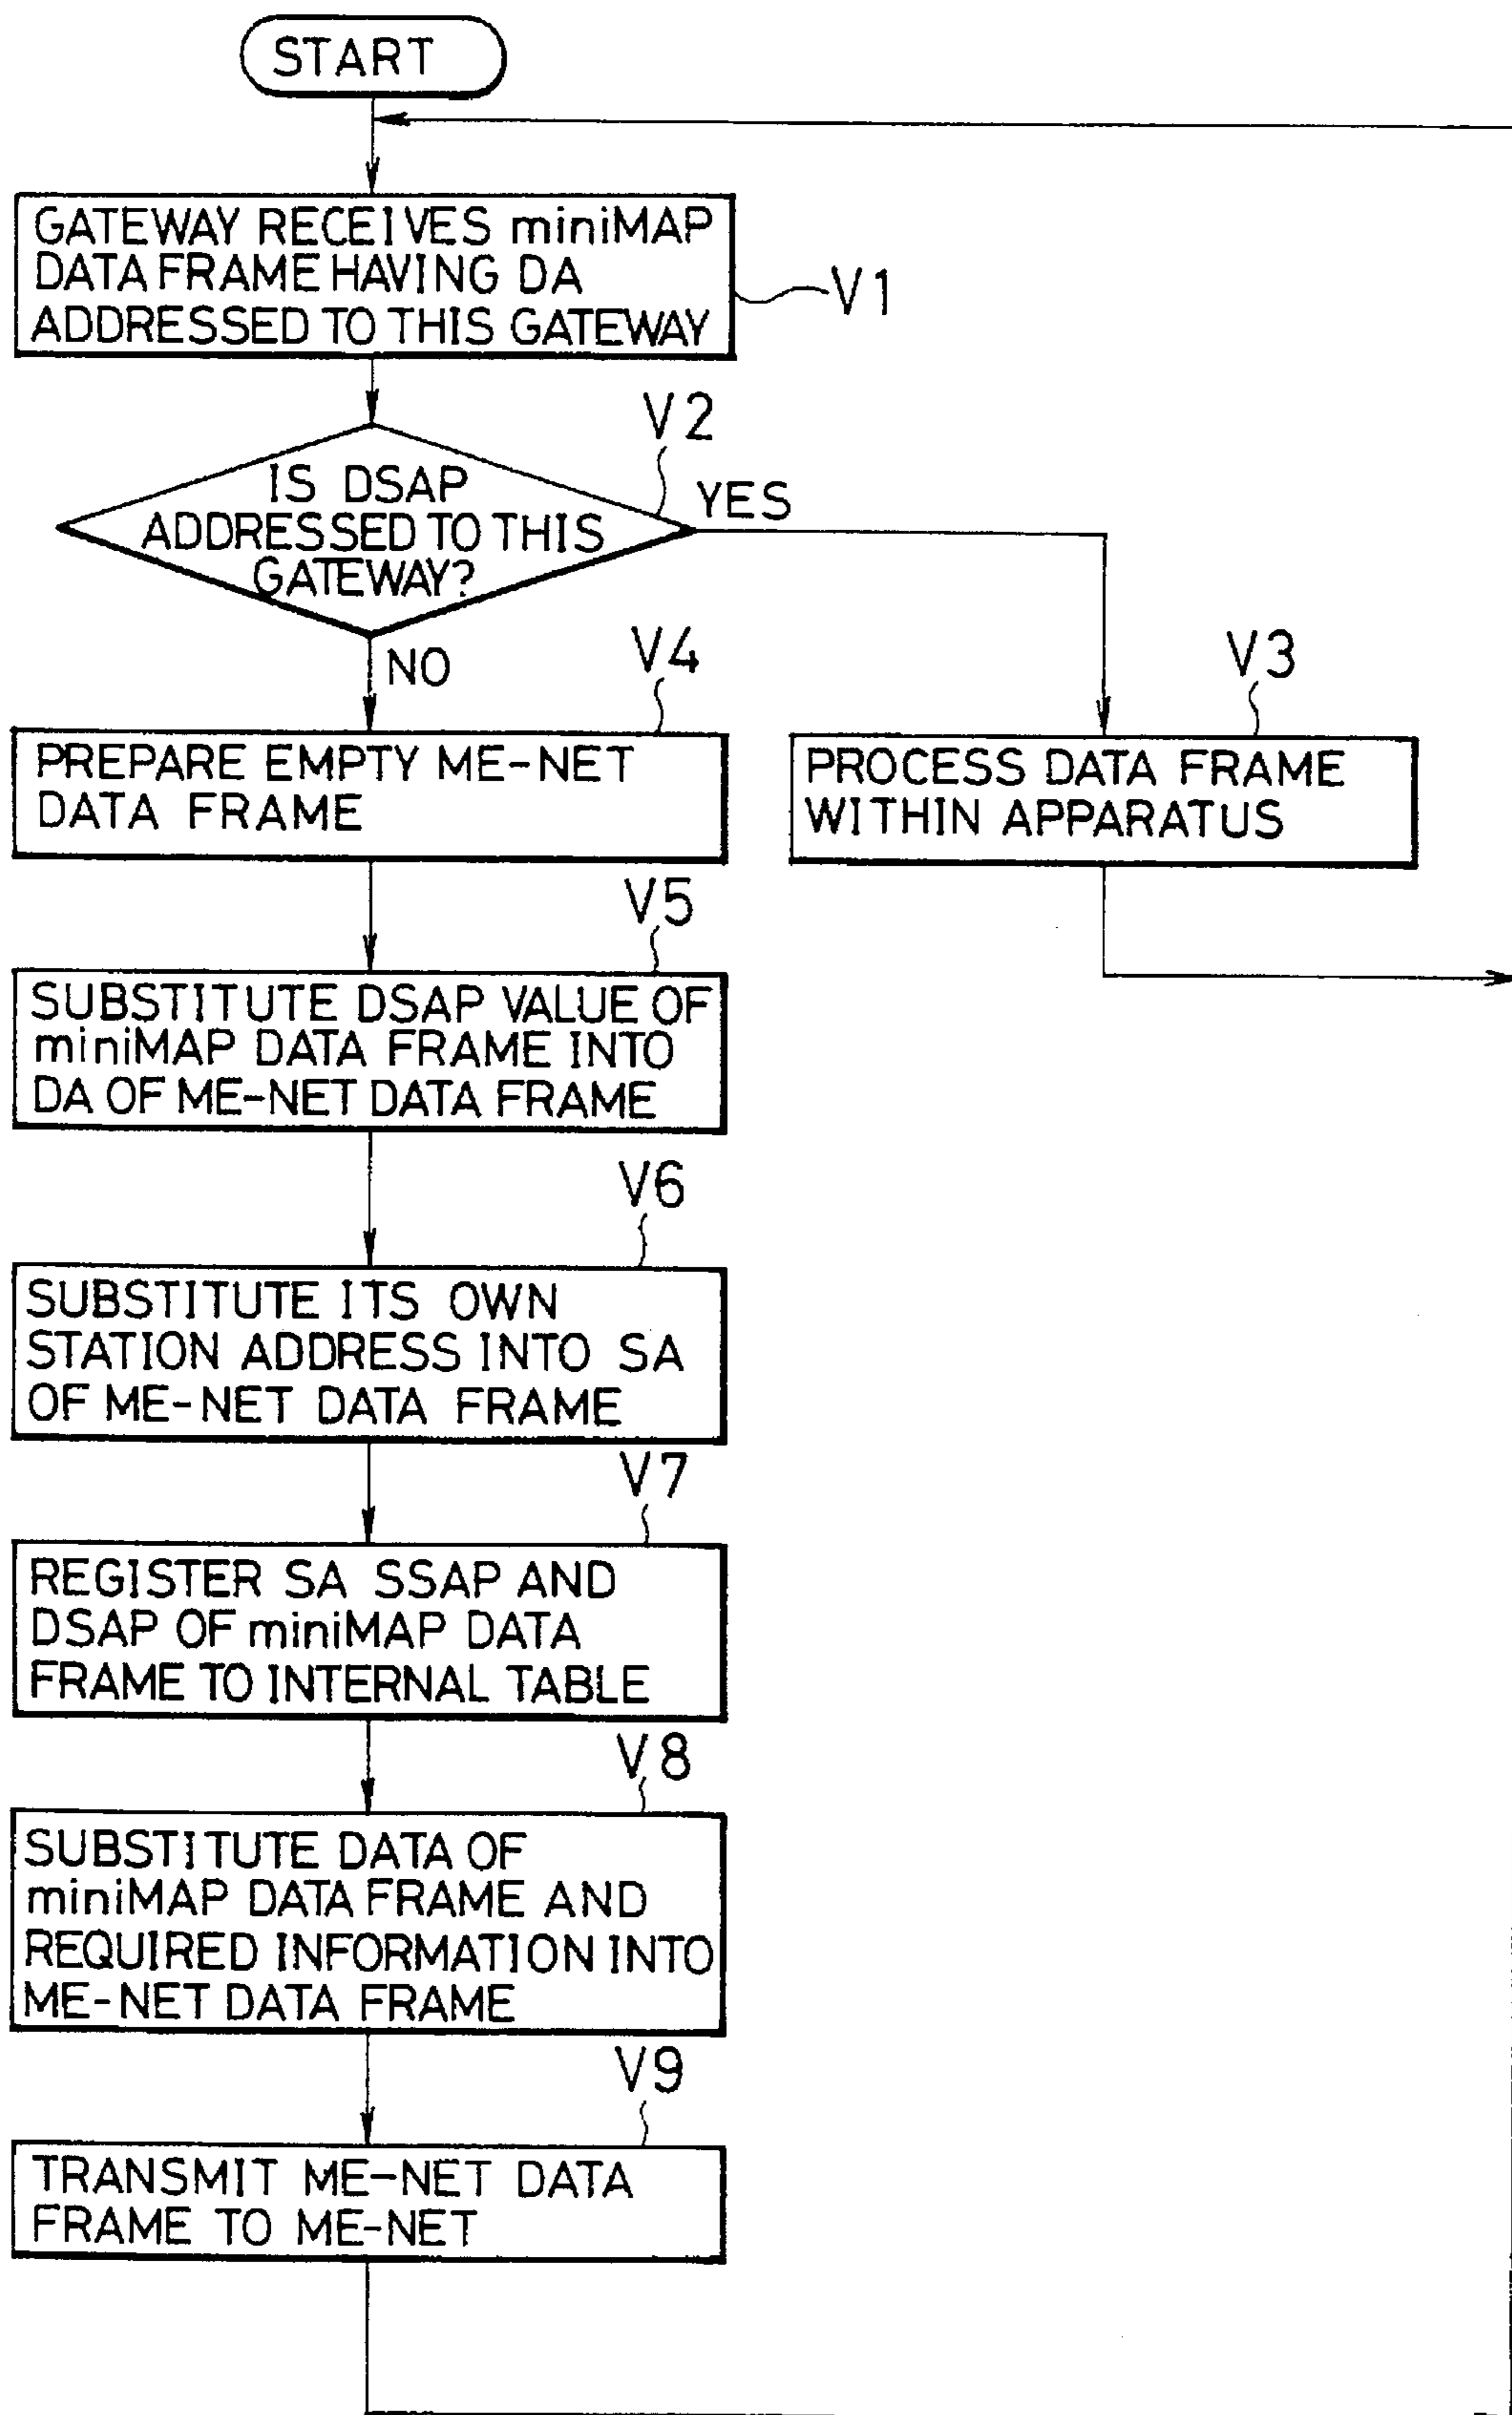 START
GATEWAY RECEIVES miniMAP
DATA FRAME HAVING DA
ADDRESSED TO THIS GATEWAY
V1
V2
IS DSAP
ADDRESSED TO THIS
GATEWAY?
YES
NO
V4
PREPARE EMPTY ME-NET
DATA FRAME
V3
PROCESS DATA FRAME
WITHIN APPARATUS
V5
SUBSTITUTE DSAP VALUE OF
miniMAP DATA FRAME INTO
DA OF ME-NET DATA FRAME
V6
SUBSTITUTE ITS OWN
STATION ADDRESS INTO SA
OF ME-NET DATA FRAME
V7
REGISTER SA SSAP AND
DSAP OF miniMAP DATA
FRAME TO INTERNAL TABLE
V8
SUBSTITUTE DATA OF
miniMAP DATA FRAME AND
REQUIRED INFORMATION INTO
ME-NET DATA FRAME
V9
TRANSMIT ME-NET DATA
FRAME TO ME-NET